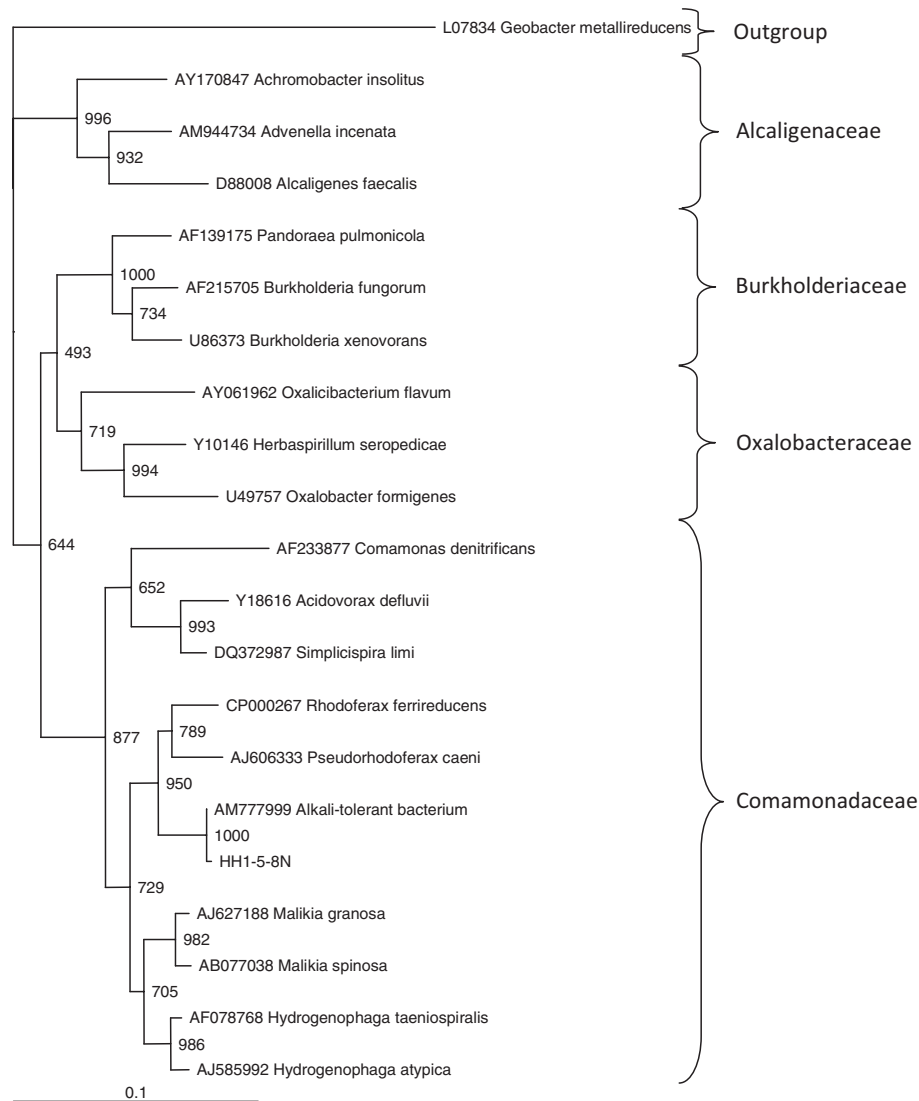 L07834 Geobacter metallireducens
Outgroup
AY170847 Achromobacter insolitus
996
AM944734 Advenella incenata
Alcaligenaceae
932
D88008 Alcaligenes faecalis
AF139175 Pandoraea pulmonicola
1000
AF215705 Burkholderia fungorum
Burkholderiaceae
734
U86373 Burkholderia xenovorans
493
AY061962 Oxalicibacterium flavum
719
Y10146 Herbaspirillum seropedicae
Oxalobacteraceae
994
U49757 Oxalobacter formigenes
644
AF233877 Comamonas denitrificans
652
Y18616 Acidovorax defluvii
993
DQ372987 Simplicispira limi
CP000267 Rhodoferax ferrireducens
789
877
AJ606333 Pseudorhodoferax caeni
950
AM777999 Alkali-tolerant bacterium
Comamonadaceae
1000
HH1-5-8N
729
AJ627188 Malikia granosa
982
AB077038 Malikia spinosa
705
AF078768 Hydrogenophaga taeniospiralis
986
AJ585992 Hydrogenophaga atypica
0.1